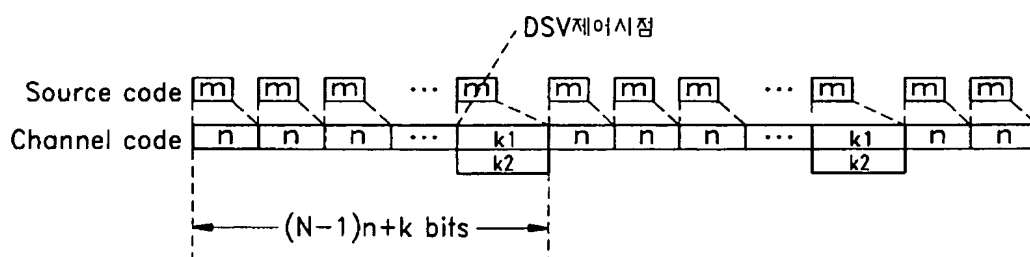 DSV제어시점
Source code m m m ... m m m m ... m m m
Channel code n n n ... k1 n n n ... k1 n n
k2 k2
(N-1)n+k bits